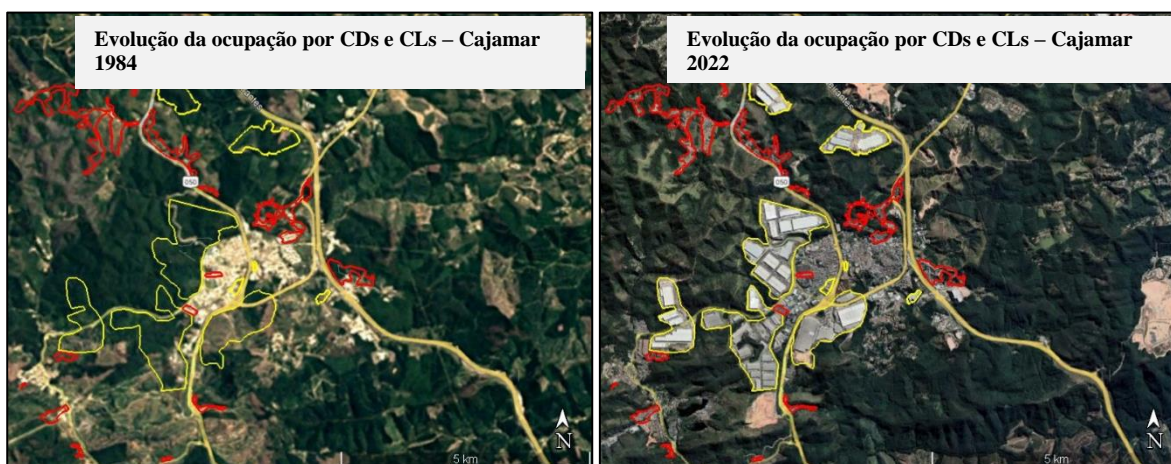 Evolução da ocupação por CDs e CLs – Cajamar
1984
050
N
5 km
Evolução da ocupação por CDs e CLs – Cajamar
2022
050
N
5 km